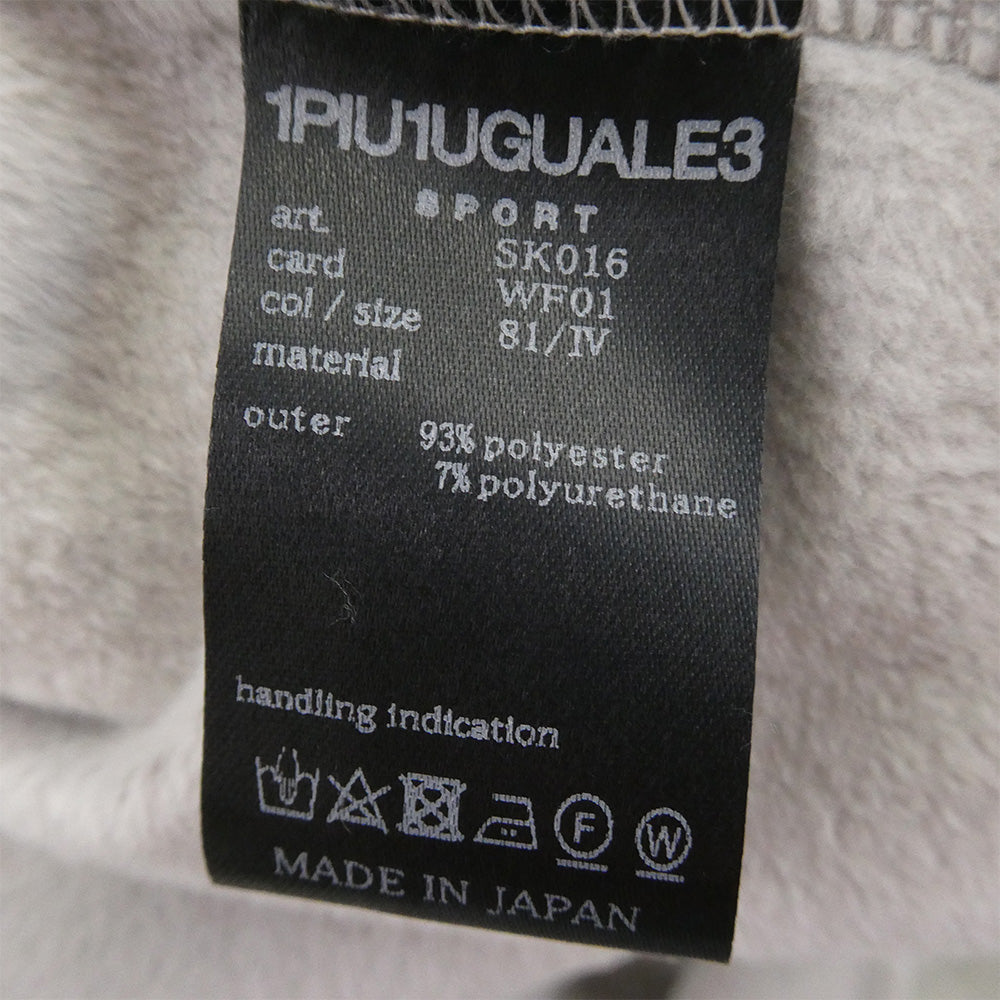 1PIU1UGUALE3
SPORT
art. SK016
card WF01
col / size 81/IV
material
outer 93% polyester
7% polyurethane
handling indication
F W
MADE IN JAPAN